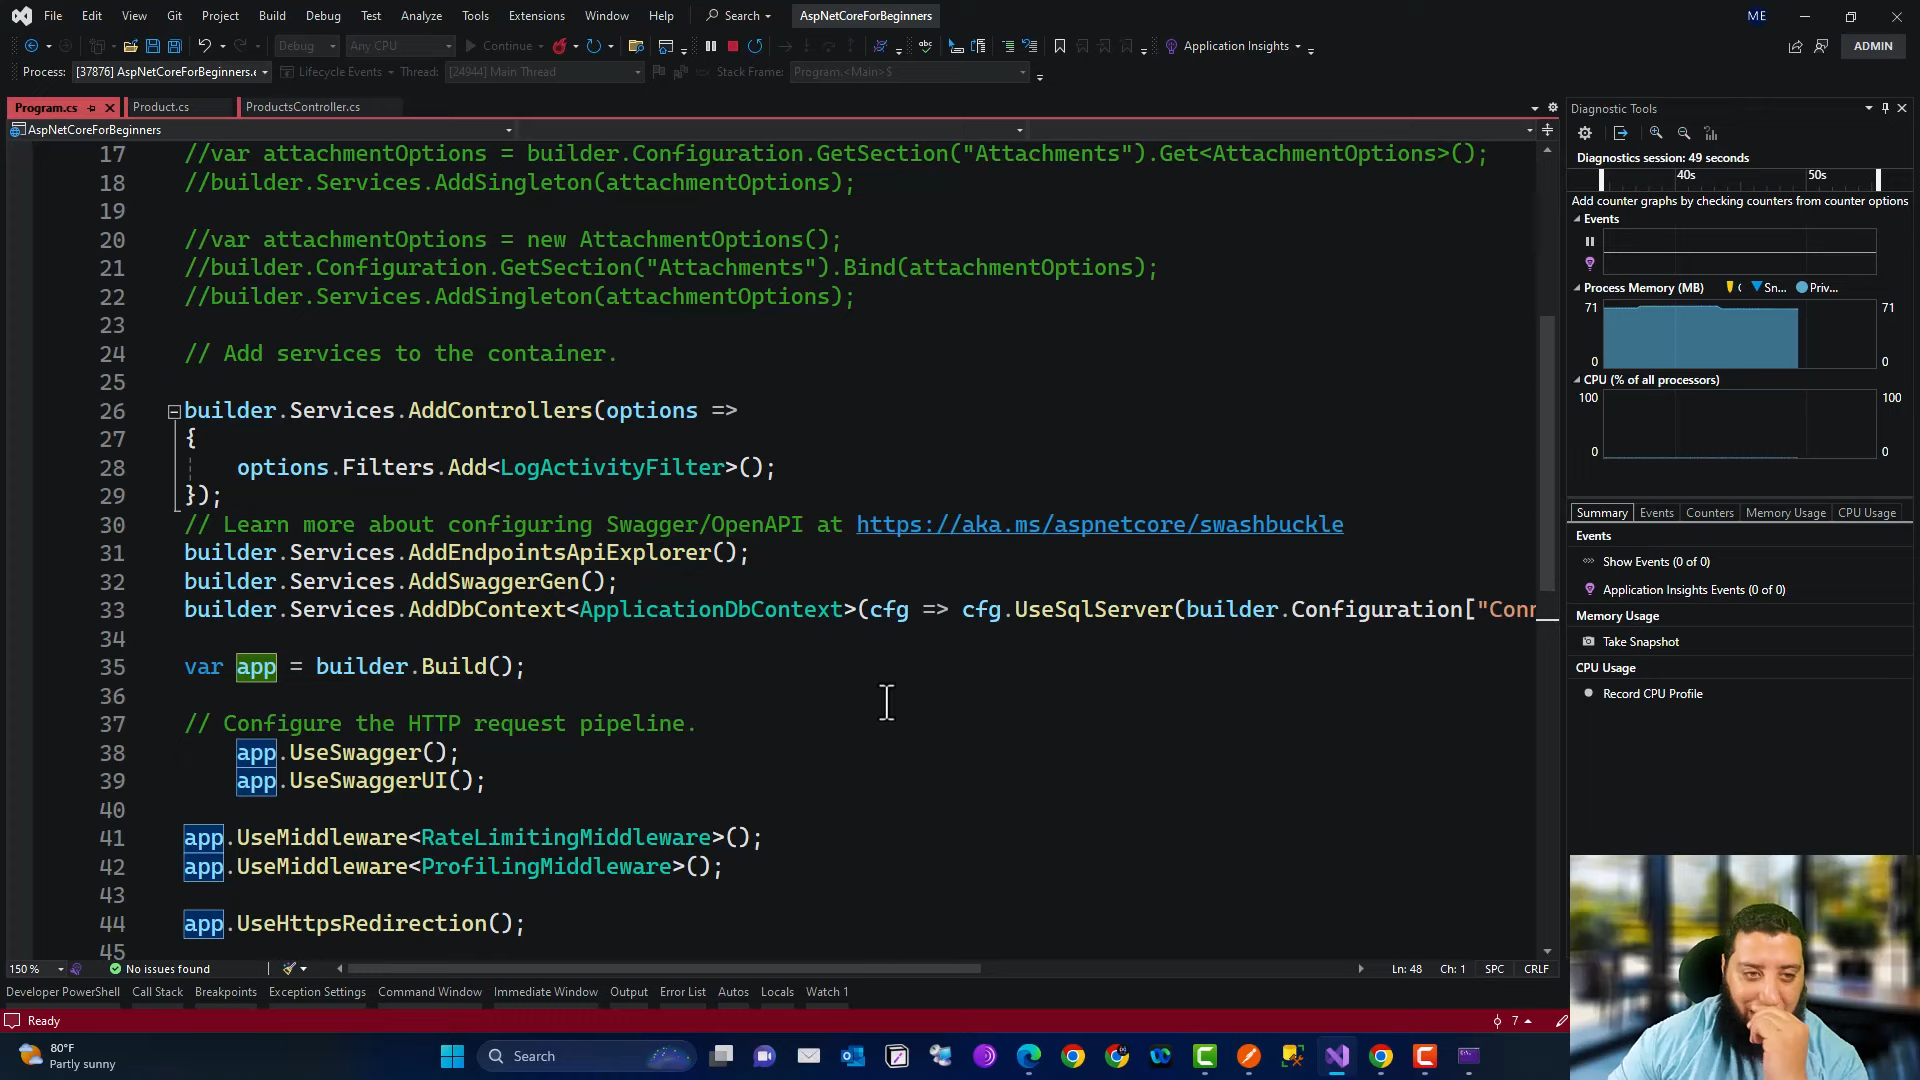 File Edit View Git Project Build Debug Test Analyze Tools Extensions Window Help Search AspNetCoreForBeginners ME
Debug Any CPU Continue Application Insights ADMIN
Process: [37876] AspNetCoreForBeginners.e Lifecycle Events Thread: [24944] Main Thread Stack Frame: Program.<Main>$
Program.cs Product.cs ProductsController.cs
AspNetCoreForBeginners
17 //var attachmentOptions = builder.Configuration.GetSection("Attachments").Get<AttachmentOptions>();
18 //builder.Services.AddSingleton(attachmentOptions);
19
20 //var attachmentOptions = new AttachmentOptions();
21 //builder.Configuration.GetSection("Attachments").Bind(attachmentOptions);
22 //builder.Services.AddSingleton(attachmentOptions);
23
24 // Add services to the container.
25
26 builder.Services.AddControllers(options =>
27 {
28 options.Filters.Add<LogActivityFilter>();
29 });
30 // Learn more about configuring Swagger/OpenAPI at https://aka.ms/aspnetcore/swashbuckle
31 builder.Services.AddEndpointsApiExplorer();
32 builder.Services.AddSwaggerGen();
33 builder.Services.AddDbContext<ApplicationDbContext>(cfg => cfg.UseSqlServer(builder.Configuration["Conn
34
35 var app = builder.Build();
36
37 // Configure the HTTP request pipeline.
38 app.UseSwagger();
39 app.UseSwaggerUI();
40
41 app.UseMiddleware<RateLimitingMiddleware>();
42 app.UseMiddleware<ProfilingMiddleware>();
43
44 app.UseHttpsRedirection();
45
150 % No issues found Ln: 48 Ch: 1 SPC CRLF
Developer PowerShell Call Stack Breakpoints Exception Settings Command Window Immediate Window Output Error List Autos Locals Watch 1
Ready 7
Diagnostic Tools
Diagnostics session: 49 seconds
40s 50s
Add counter graphs by checking counters from counter options
Events
Process Memory (MB) Sn... Priv...
71 71
0 0
CPU (% of all processors)
100 100
0 0
Summary Events Counters Memory Usage CPU Usage
Events
Show Events (0 of 0)
Application Insights Events (0 of 0)
Memory Usage
Take Snapshot
CPU Usage
Record CPU Profile
80°F
Partly sunny
Search